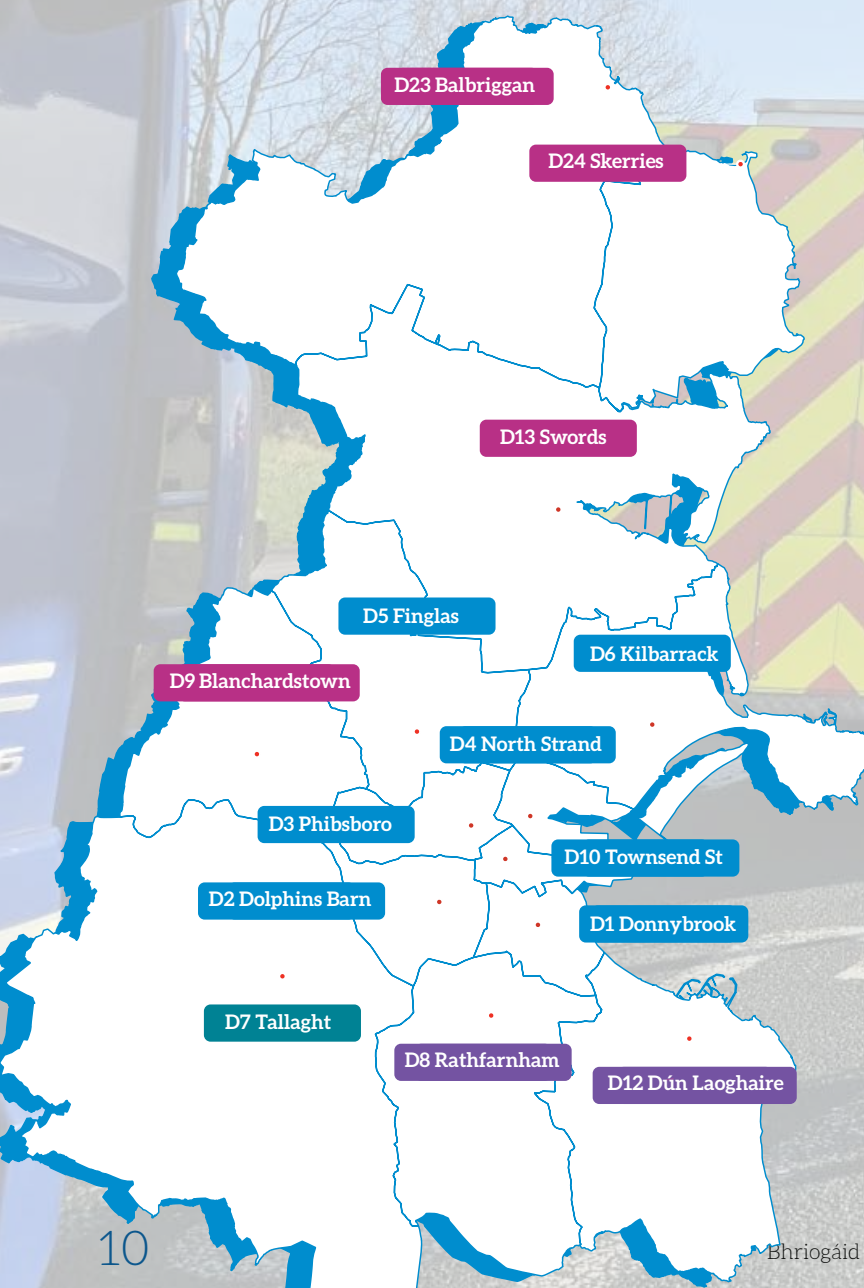 D23 Balbriggan
D24 Skerries
D13 Swords
D5 Finglas
D6 Kilbarrack
D9 Blanchardstown
D4 North Strand
D3 Phibsboro
D10 Townsend St
D2 Dolphins Barn
D1 Donnybrook
D7 Tallaght
D8 Rathfarnham
D12 Dún Laoghaire
10
Bhriogáid